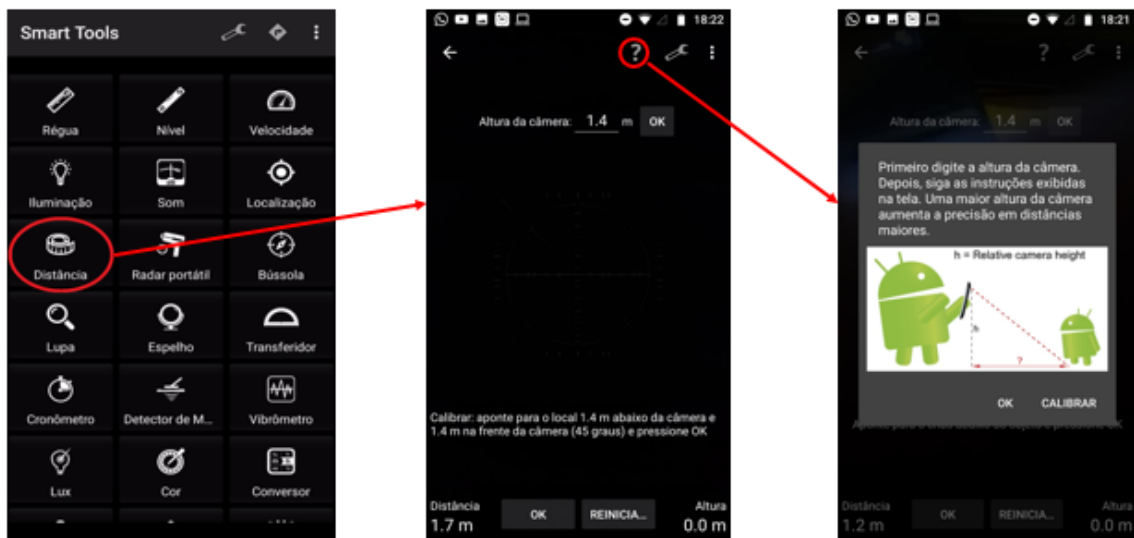 Smart Tools
Régua
Nível
Velocidade
Iluminação
Som
Localização
Distância
Radar portátil
Bússola
Lupa
Espelho
Transferidor
Cronômetro
Detector de M...
Vibrômetro
Lux
Cor
Conversor
18:22
?
Altura da câmera: 1.4 m OK
Calibrar: aponte para o local 1.4 m abaixo da câmera e
1.4 m na frente da câmera (45 graus) e pressione OK
Distância
1.7 m
OK
REINICIA...
Altura
0.0 m
18:21
?
Altura da câmera: 1.4 m OK
Primeiro digite a altura da câmera.
Depois, siga as instruções exibidas
na tela. Uma maior altura da câmera
aumenta a precisão em distâncias
maiores.
h = Relative camera height
h
?
OK
CALIBRAR
Distância
1.2 m
OK
REINICIA...
Altura
0.0 m